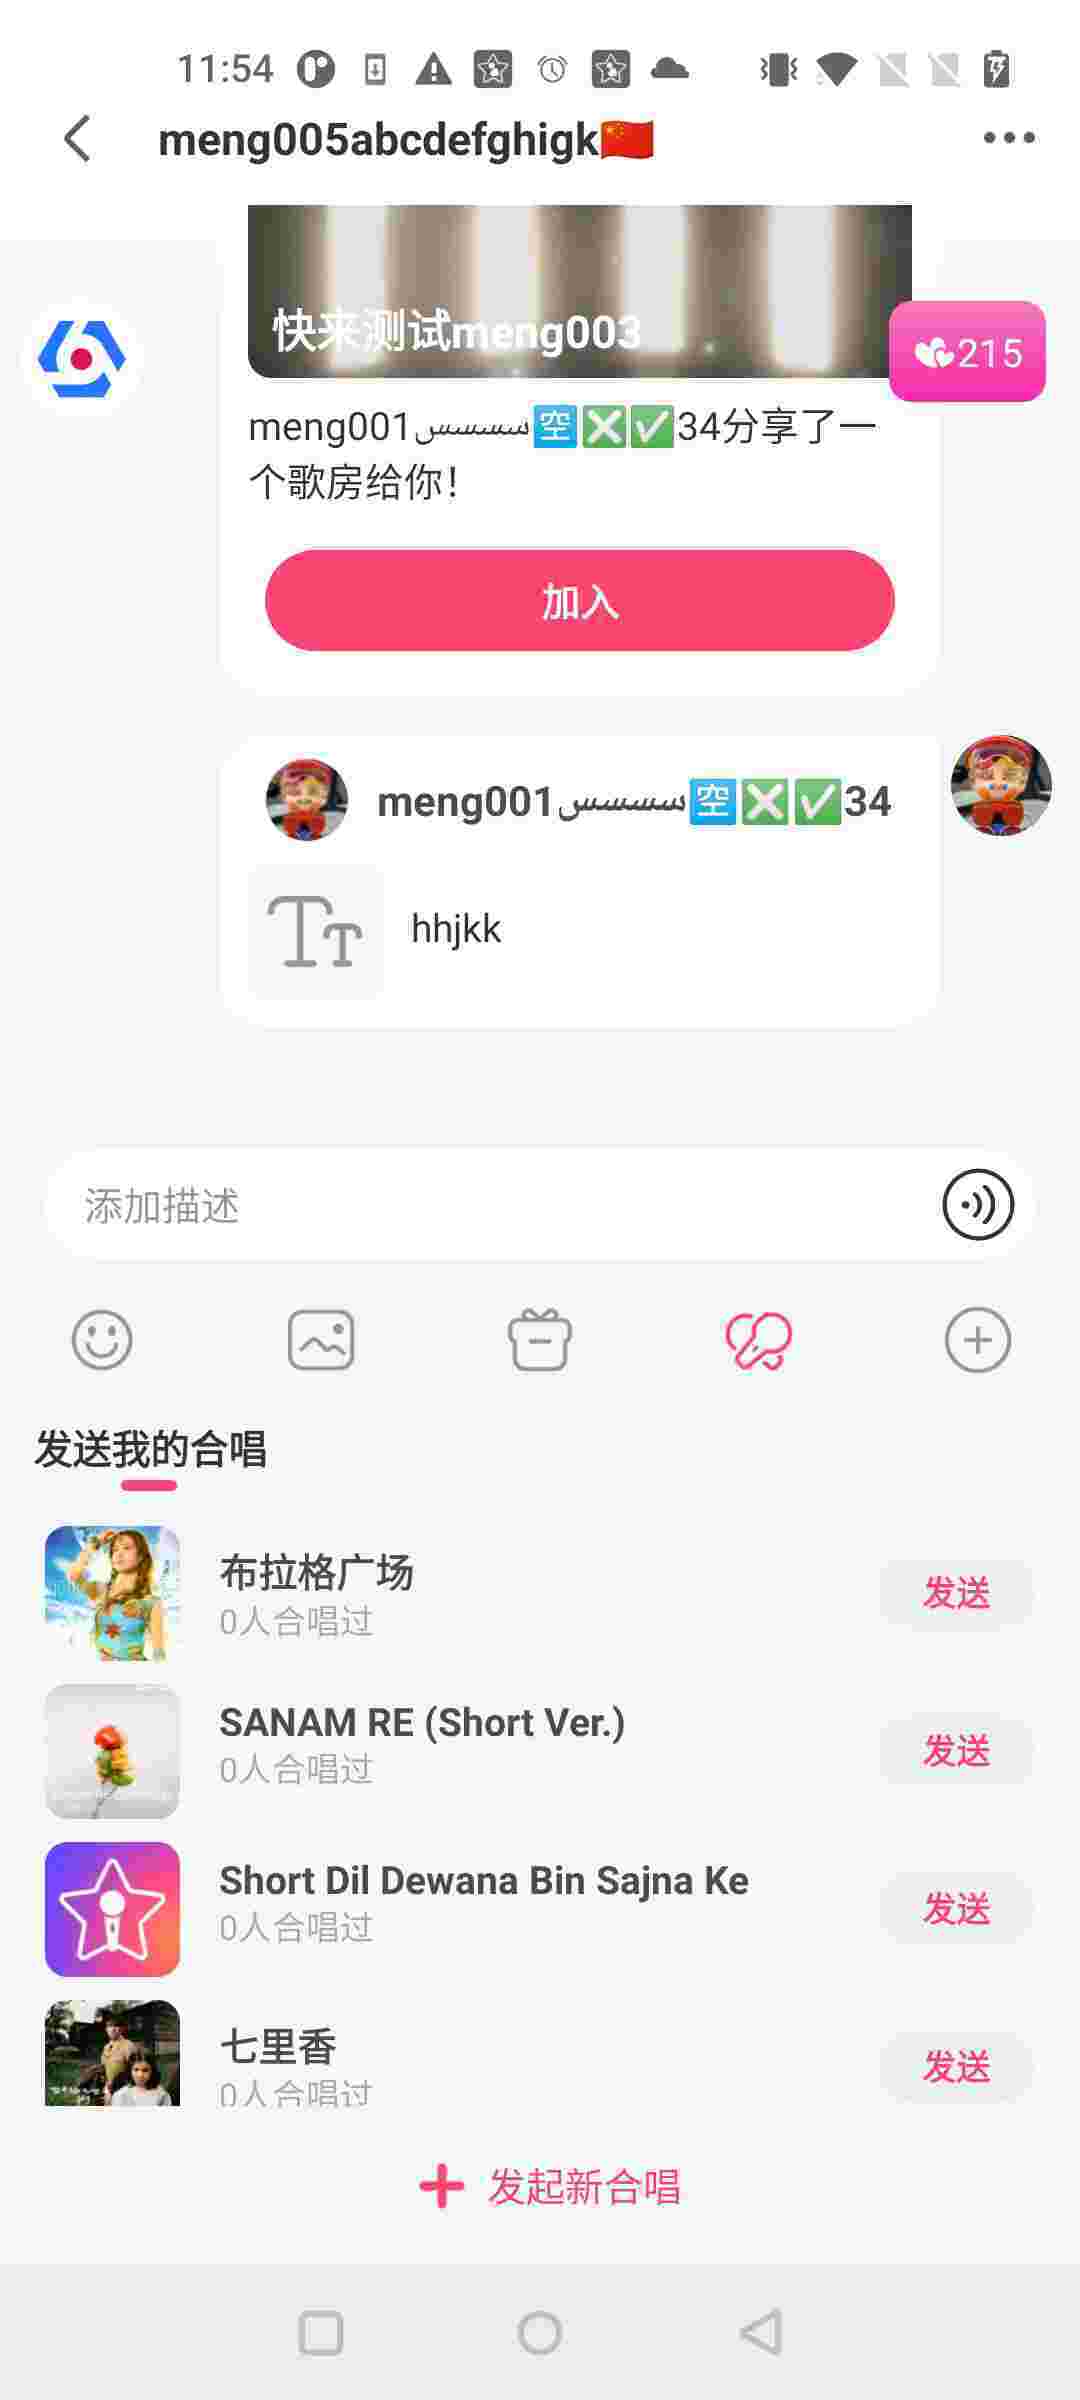 11:54
meng005abcdefghigk🇨🇳
快来测试meng003
215
meng001سسسس🈳❎✅34分享了一
个歌房给你！
加入
meng001سسسس🈳❎✅34
hhjkk
添加描述
发送我的合唱
布拉格广场
0人合唱过
发送
SANAM RE (Short Ver.)
0人合唱过
发送
Short Dil Dewana Bin Sajna Ke
0人合唱过
发送
七里香
0人合唱过
发送
发起新合唱